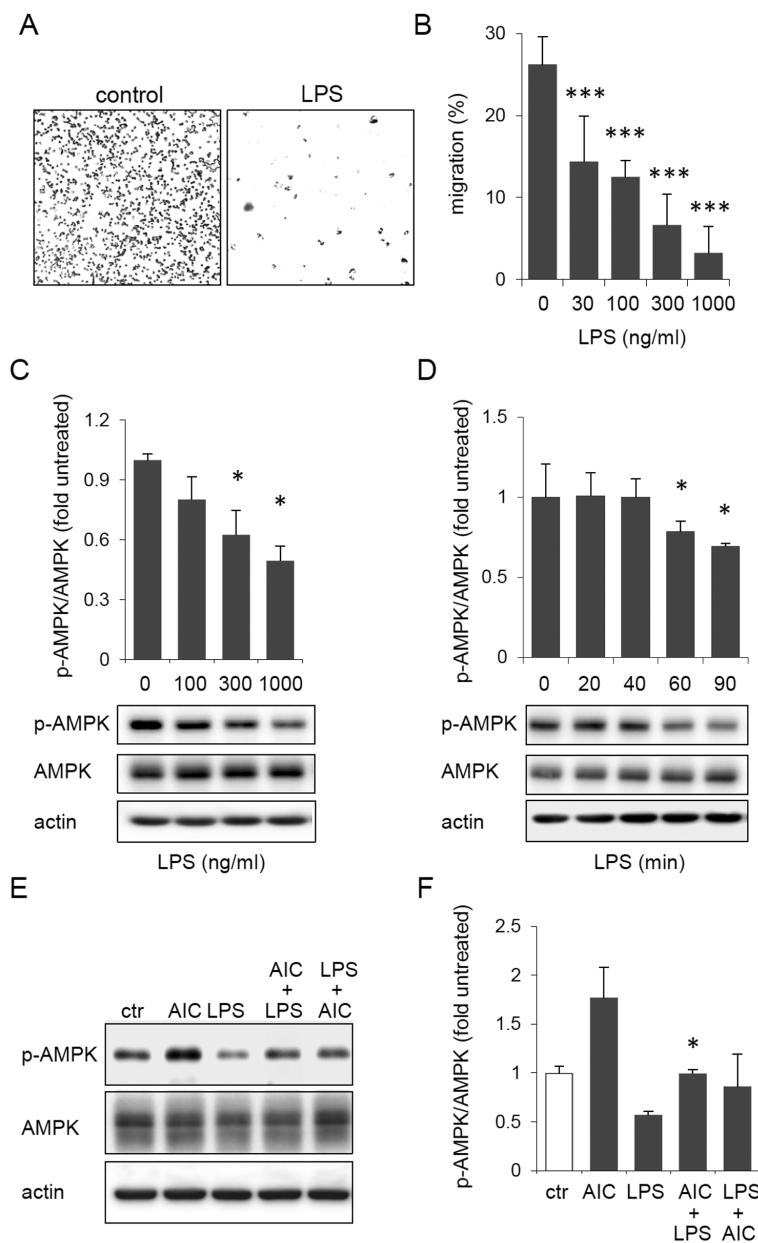 A
control LPS
B
migration (%)
30
20
10
0
***
***
***
***
0 30 100 300 1000
LPS (ng/ml)
C
p-AMPK/AMPK (fold untreated)
1.2
0.9
0.6
0.3
0
*
*
0 100 300 1000
p-AMPK
AMPK
actin
LPS (ng/ml)
D
p-AMPK/AMPK (fold untreated)
1.5
1
0.5
0
*
*
0 20 40 60 90
p-AMPK
AMPK
actin
LPS (min)
E
ctr AIC LPS AIC + LPS LPS + AIC
p-AMPK
AMPK
actin
F
p-AMPK/AMPK (fold untreated)
2.5
2
1.5
1
0.5
0
*
ctr AIC LPS AIC + LPS LPS + AIC